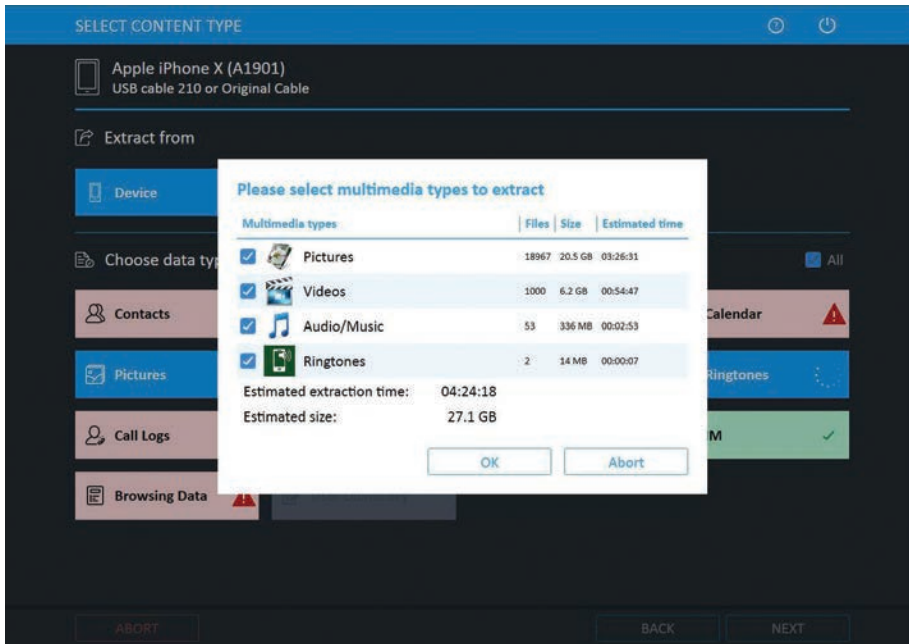 SELECT CONTENT TYPE
Apple iPhone X (A1901)
USB cable 210 or Original Cable
Extract from
Device
Please select multimedia types to extract
Multimedia types Files Size Estimated time
Pictures 18967 20.5 GB 03:26:31
Videos 1000 6.2 GB 00:54:47
Audio/Music 53 336 MB 00:02:53
Ringtones 2 14 MB 00:00:07
Estimated extraction time: 04:24:18
Estimated size: 27.1 GB
OK Abort
Choose data typ
All
Contacts Calendar
Pictures Ringtones
Call Logs M
Browsing Data
ABORT BACK NEXT